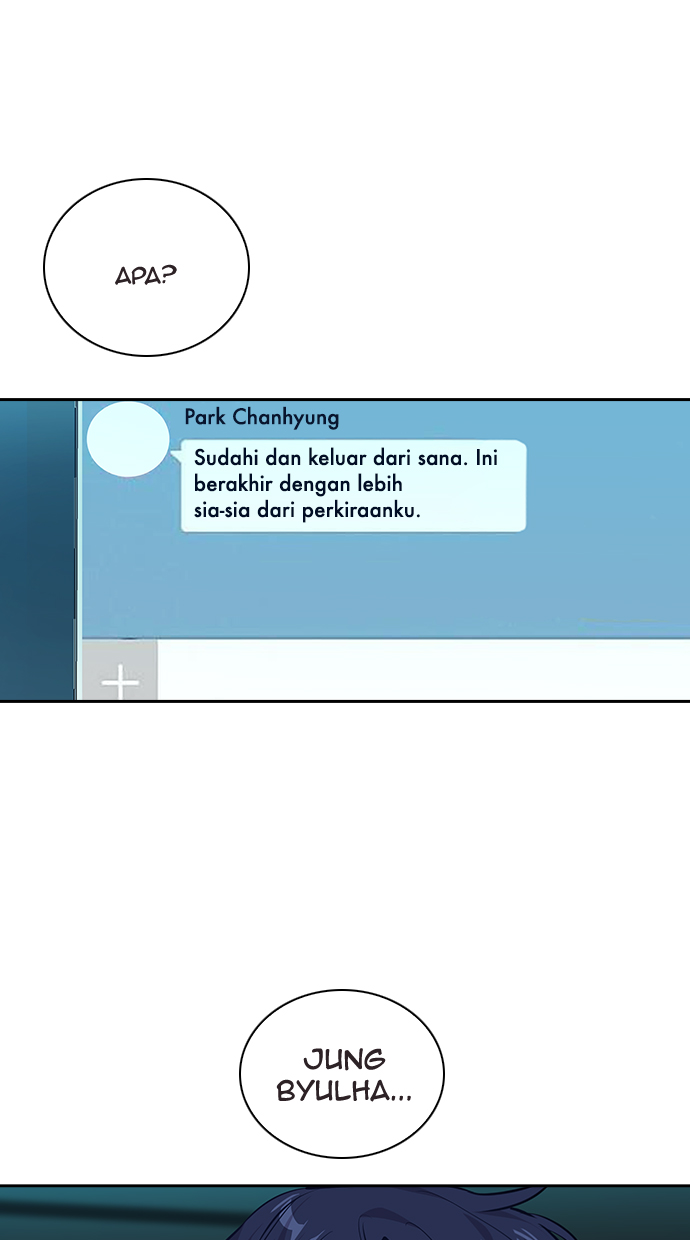 APA?
Park Chanhyung
Sudahi dan keluar dari sana. Ini
berakhir dengan lebih
sia-sia dari perkiraanku.
JUNG
BYULHA...